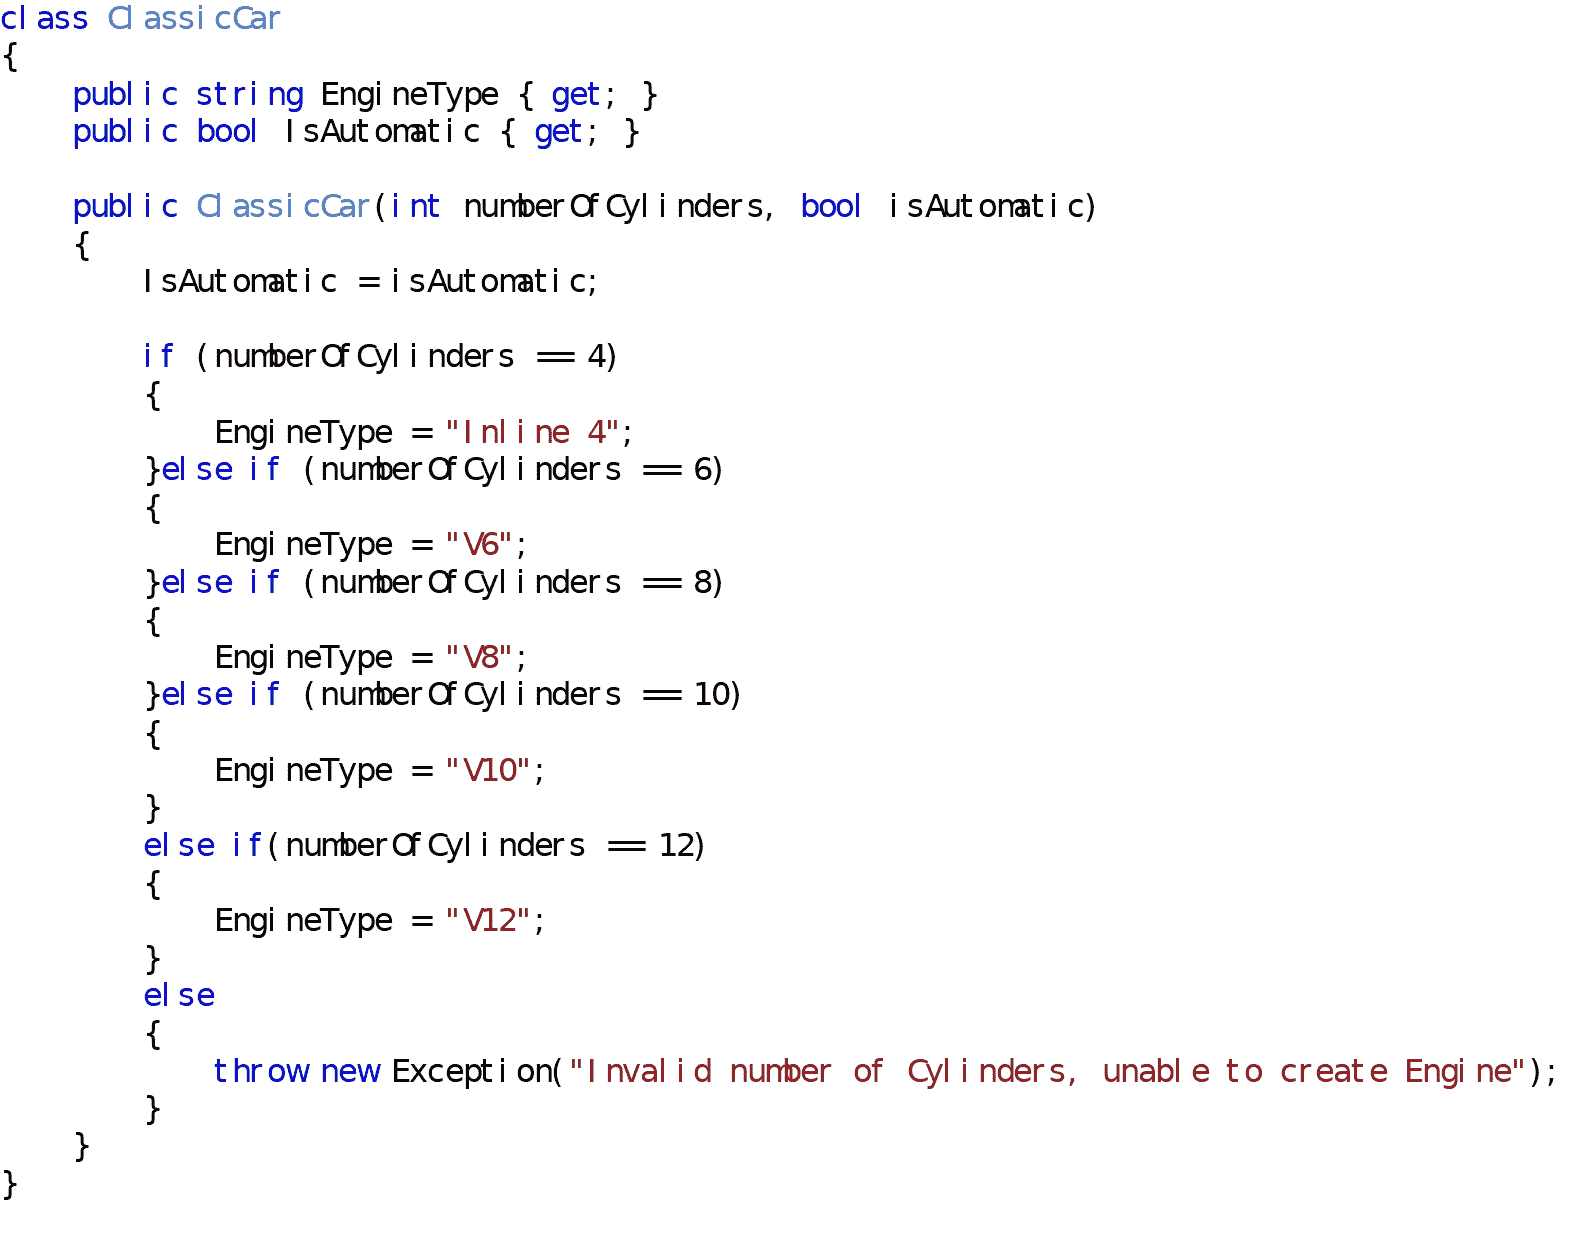 class ClassicCar
{
    public string EngineType { get; }
    public bool IsAutomatic { get; }

    public ClassicCar(int numberOfCylinders, bool isAutomatic)
    {
        IsAutomatic = isAutomatic;

        if (numberOfCylinders == 4)
        {
            EngineType = "Inline 4";
        }else if (numberOfCylinders == 6)
        {
            EngineType = "V6";
        }else if (numberOfCylinders == 8)
        {
            EngineType = "V8";
        }else if (numberOfCylinders == 10)
        {
            EngineType = "V10";
        }
        else if(numberOfCylinders == 12)
        {
            EngineType = "V12";
        }
        else
        {
            throw new Exception("Invalid number of Cylinders, unable to create Engine");
        }
    }
}